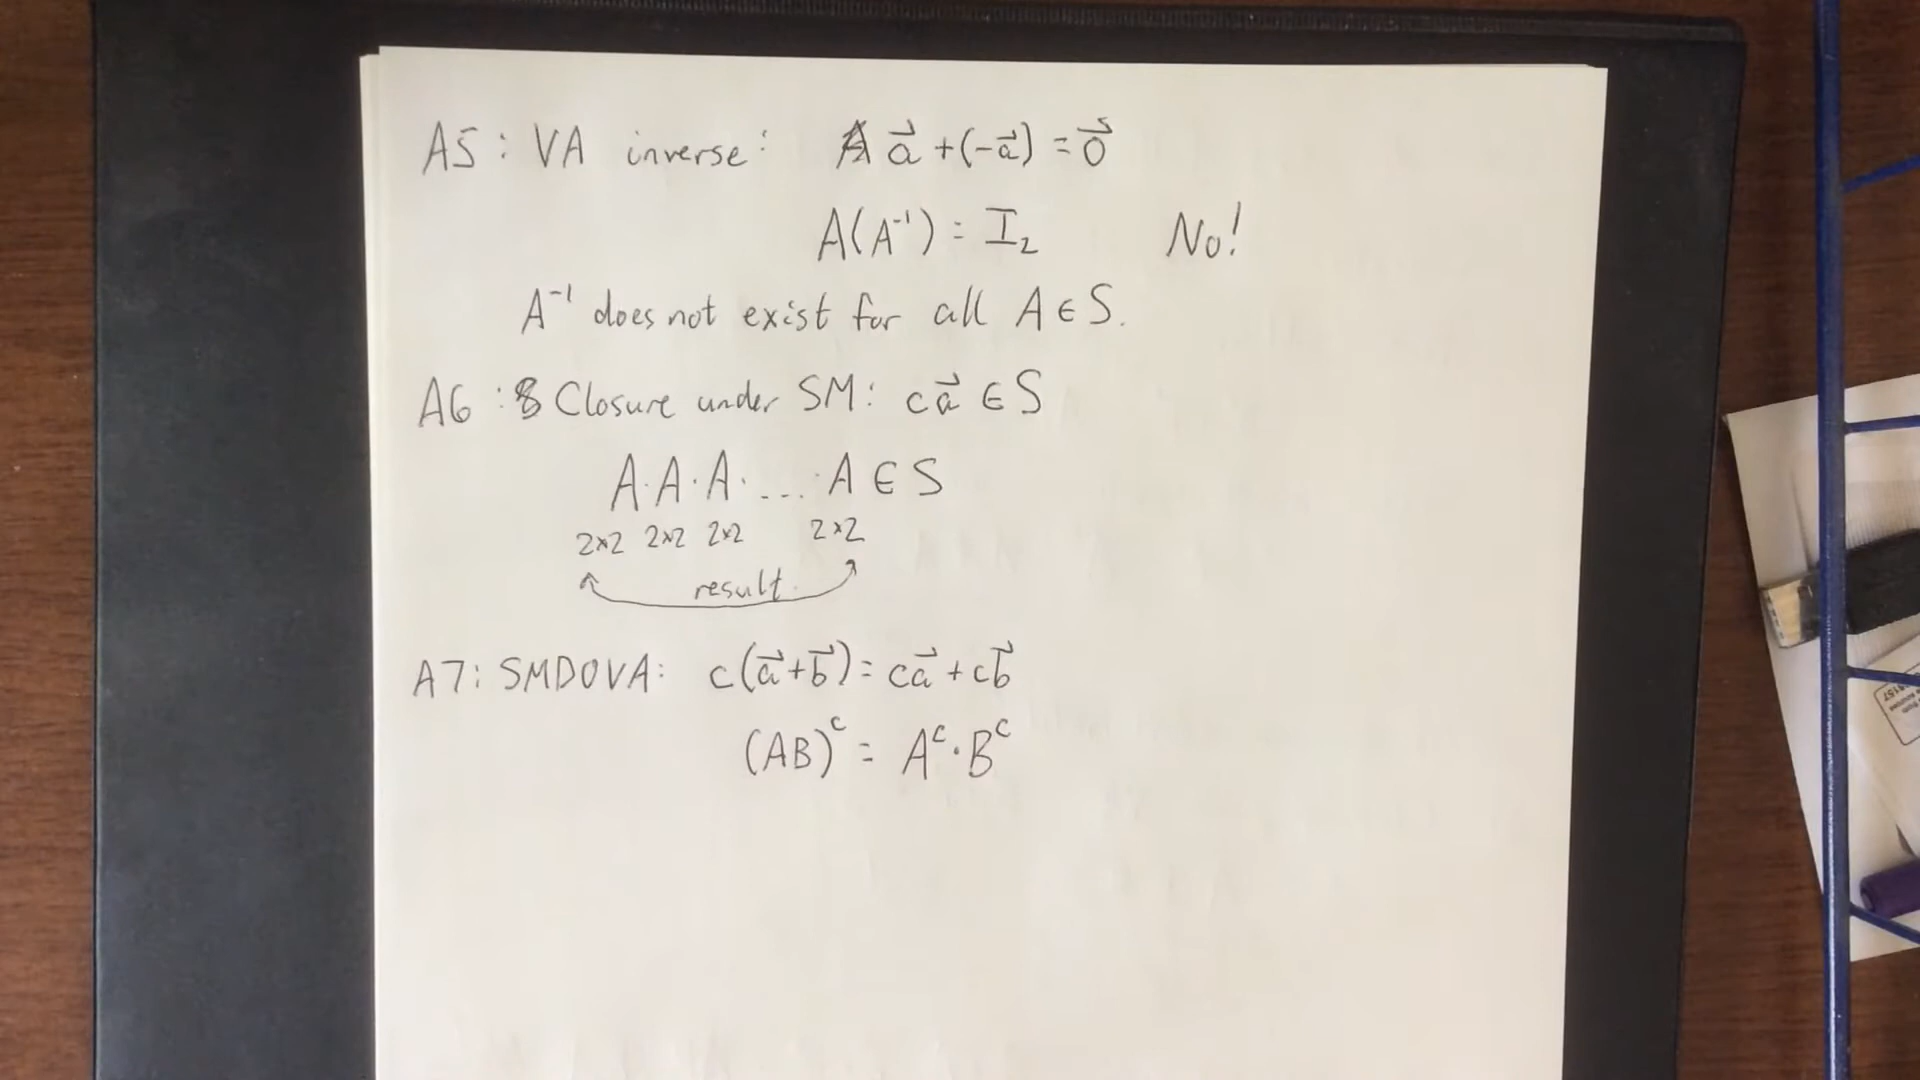 A5: VA inverse: a⃗ + (-a⃗) = 0⃗
A(A⁻¹) = I₂ No!
A⁻¹ does not exist for all A ∈ S.
A6: Closure under SM: ca⃗ ∈ S
A·A·A· ... ·A ∈ S
2×2 2×2 2×2 2×2
result
A7: SMDOVA: c(a⃗+b⃗) = ca⃗ + cb⃗
(AB)ᶜ = Aᶜ·Bᶜ